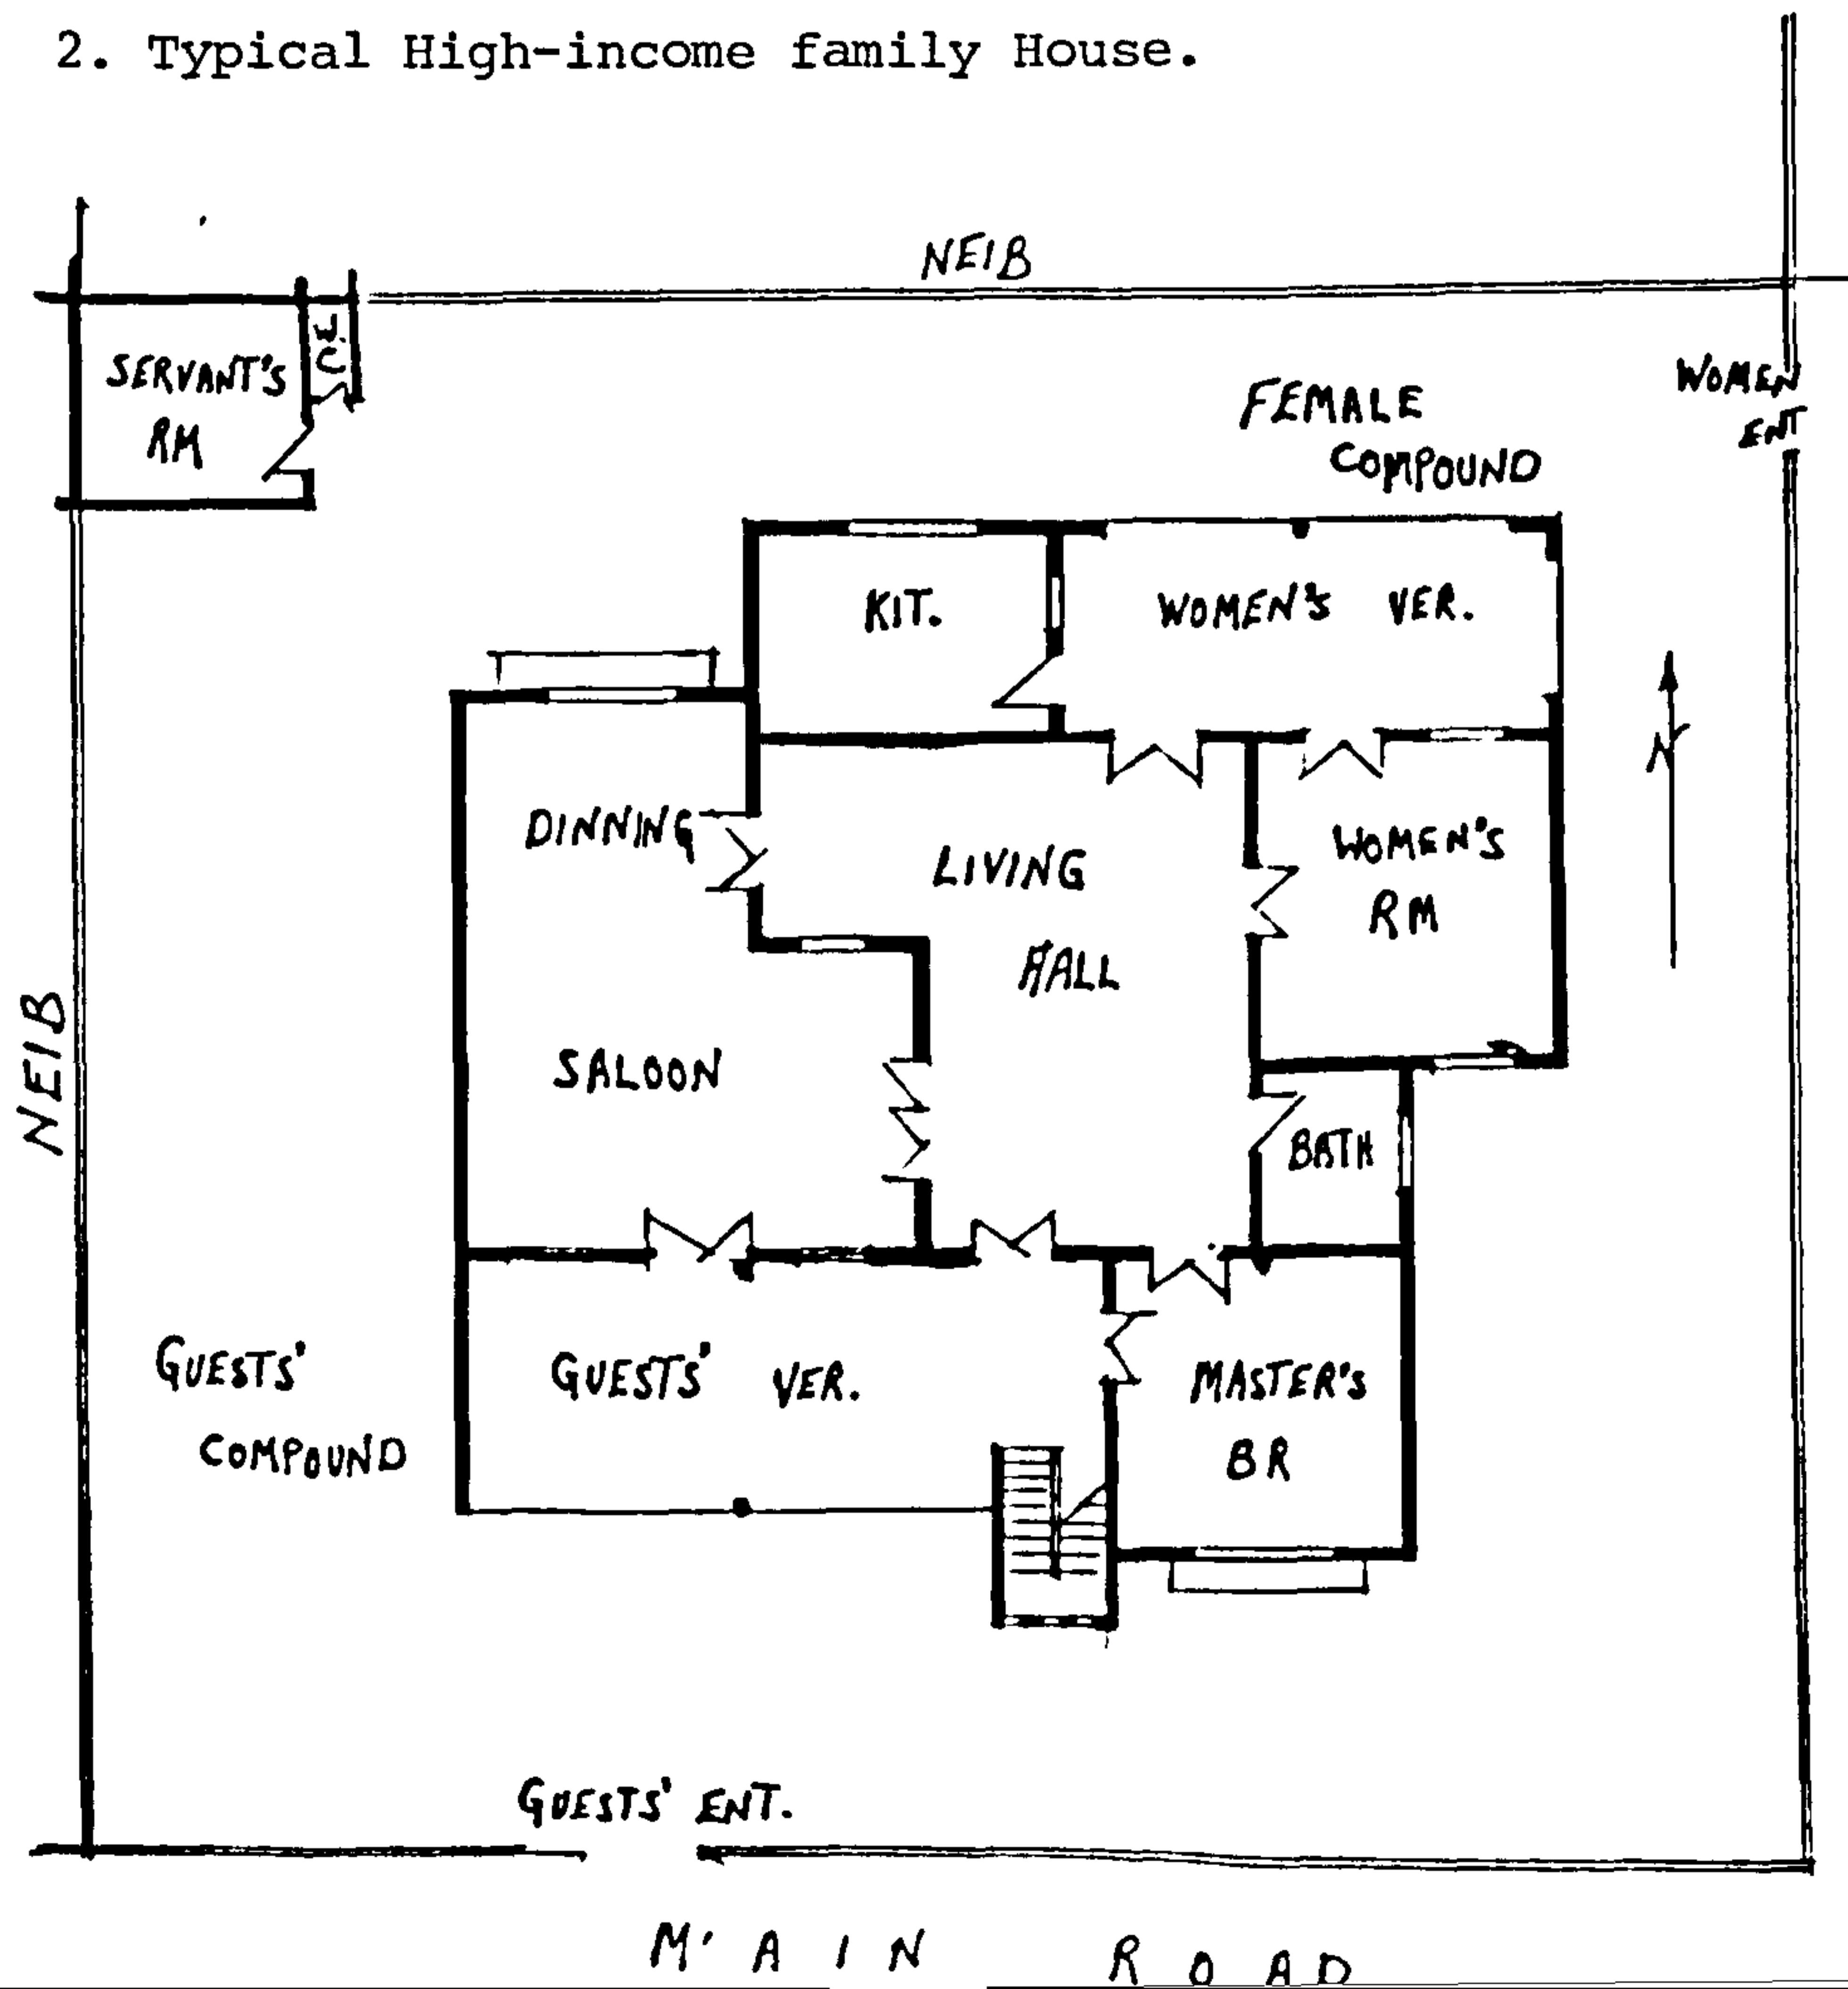 2. Typical High-income family House.
NEIB
SERVANT'S
RM
W.
C.
WOMEN
ENT
FEMALE
COMPOUND
KIT.
WOMEN'S VER.
N
DINNING
LIVING
HALL
WOMEN'S
RM
NEIB
SALOON
BATH
GUESTS'
COMPOUND
GUESTS' VER.
MASTER'S
BR
GUESTS' ENT.
M'AIN ROAD